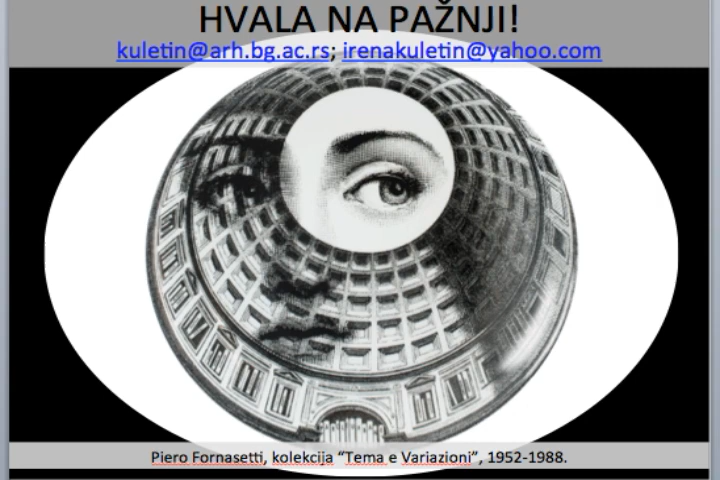 HVALA NA PAŽNJI!
kuletin@arh.bg.ac.rs; irenakuletin@yahoo.com
Piero Fornasetti, kolekcija “Tema e Variazioni”, 1952-1988.